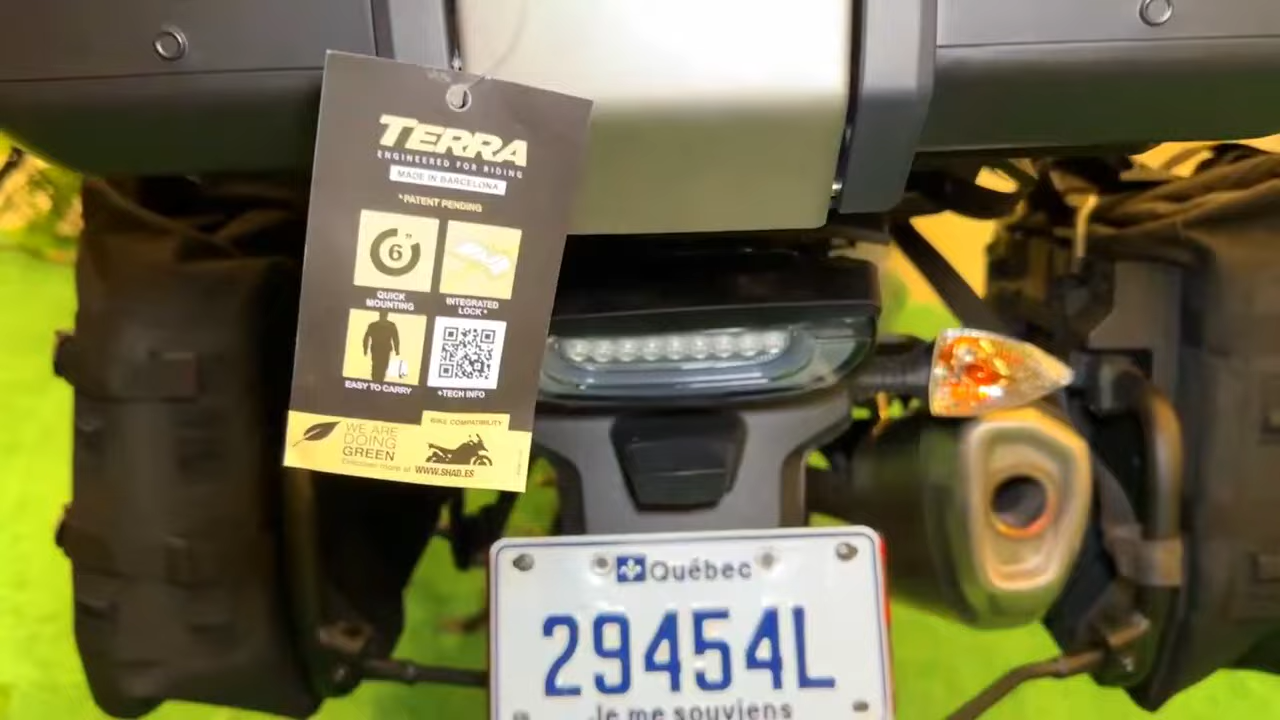 TERRA
ENGINEERED FOR RIDING
MADE IN BARCELONA
*PATENT PENDING
6"
QUICK
MOUNTING
INTEGRATED
LOCK*
EASY TO CARRY
+TECH INFO
WE ARE
DOING
GREEN
Discover more at WWW.SHAD.ES
BIKE COMPATIBILITY
Québec
29454L
Je me souviens